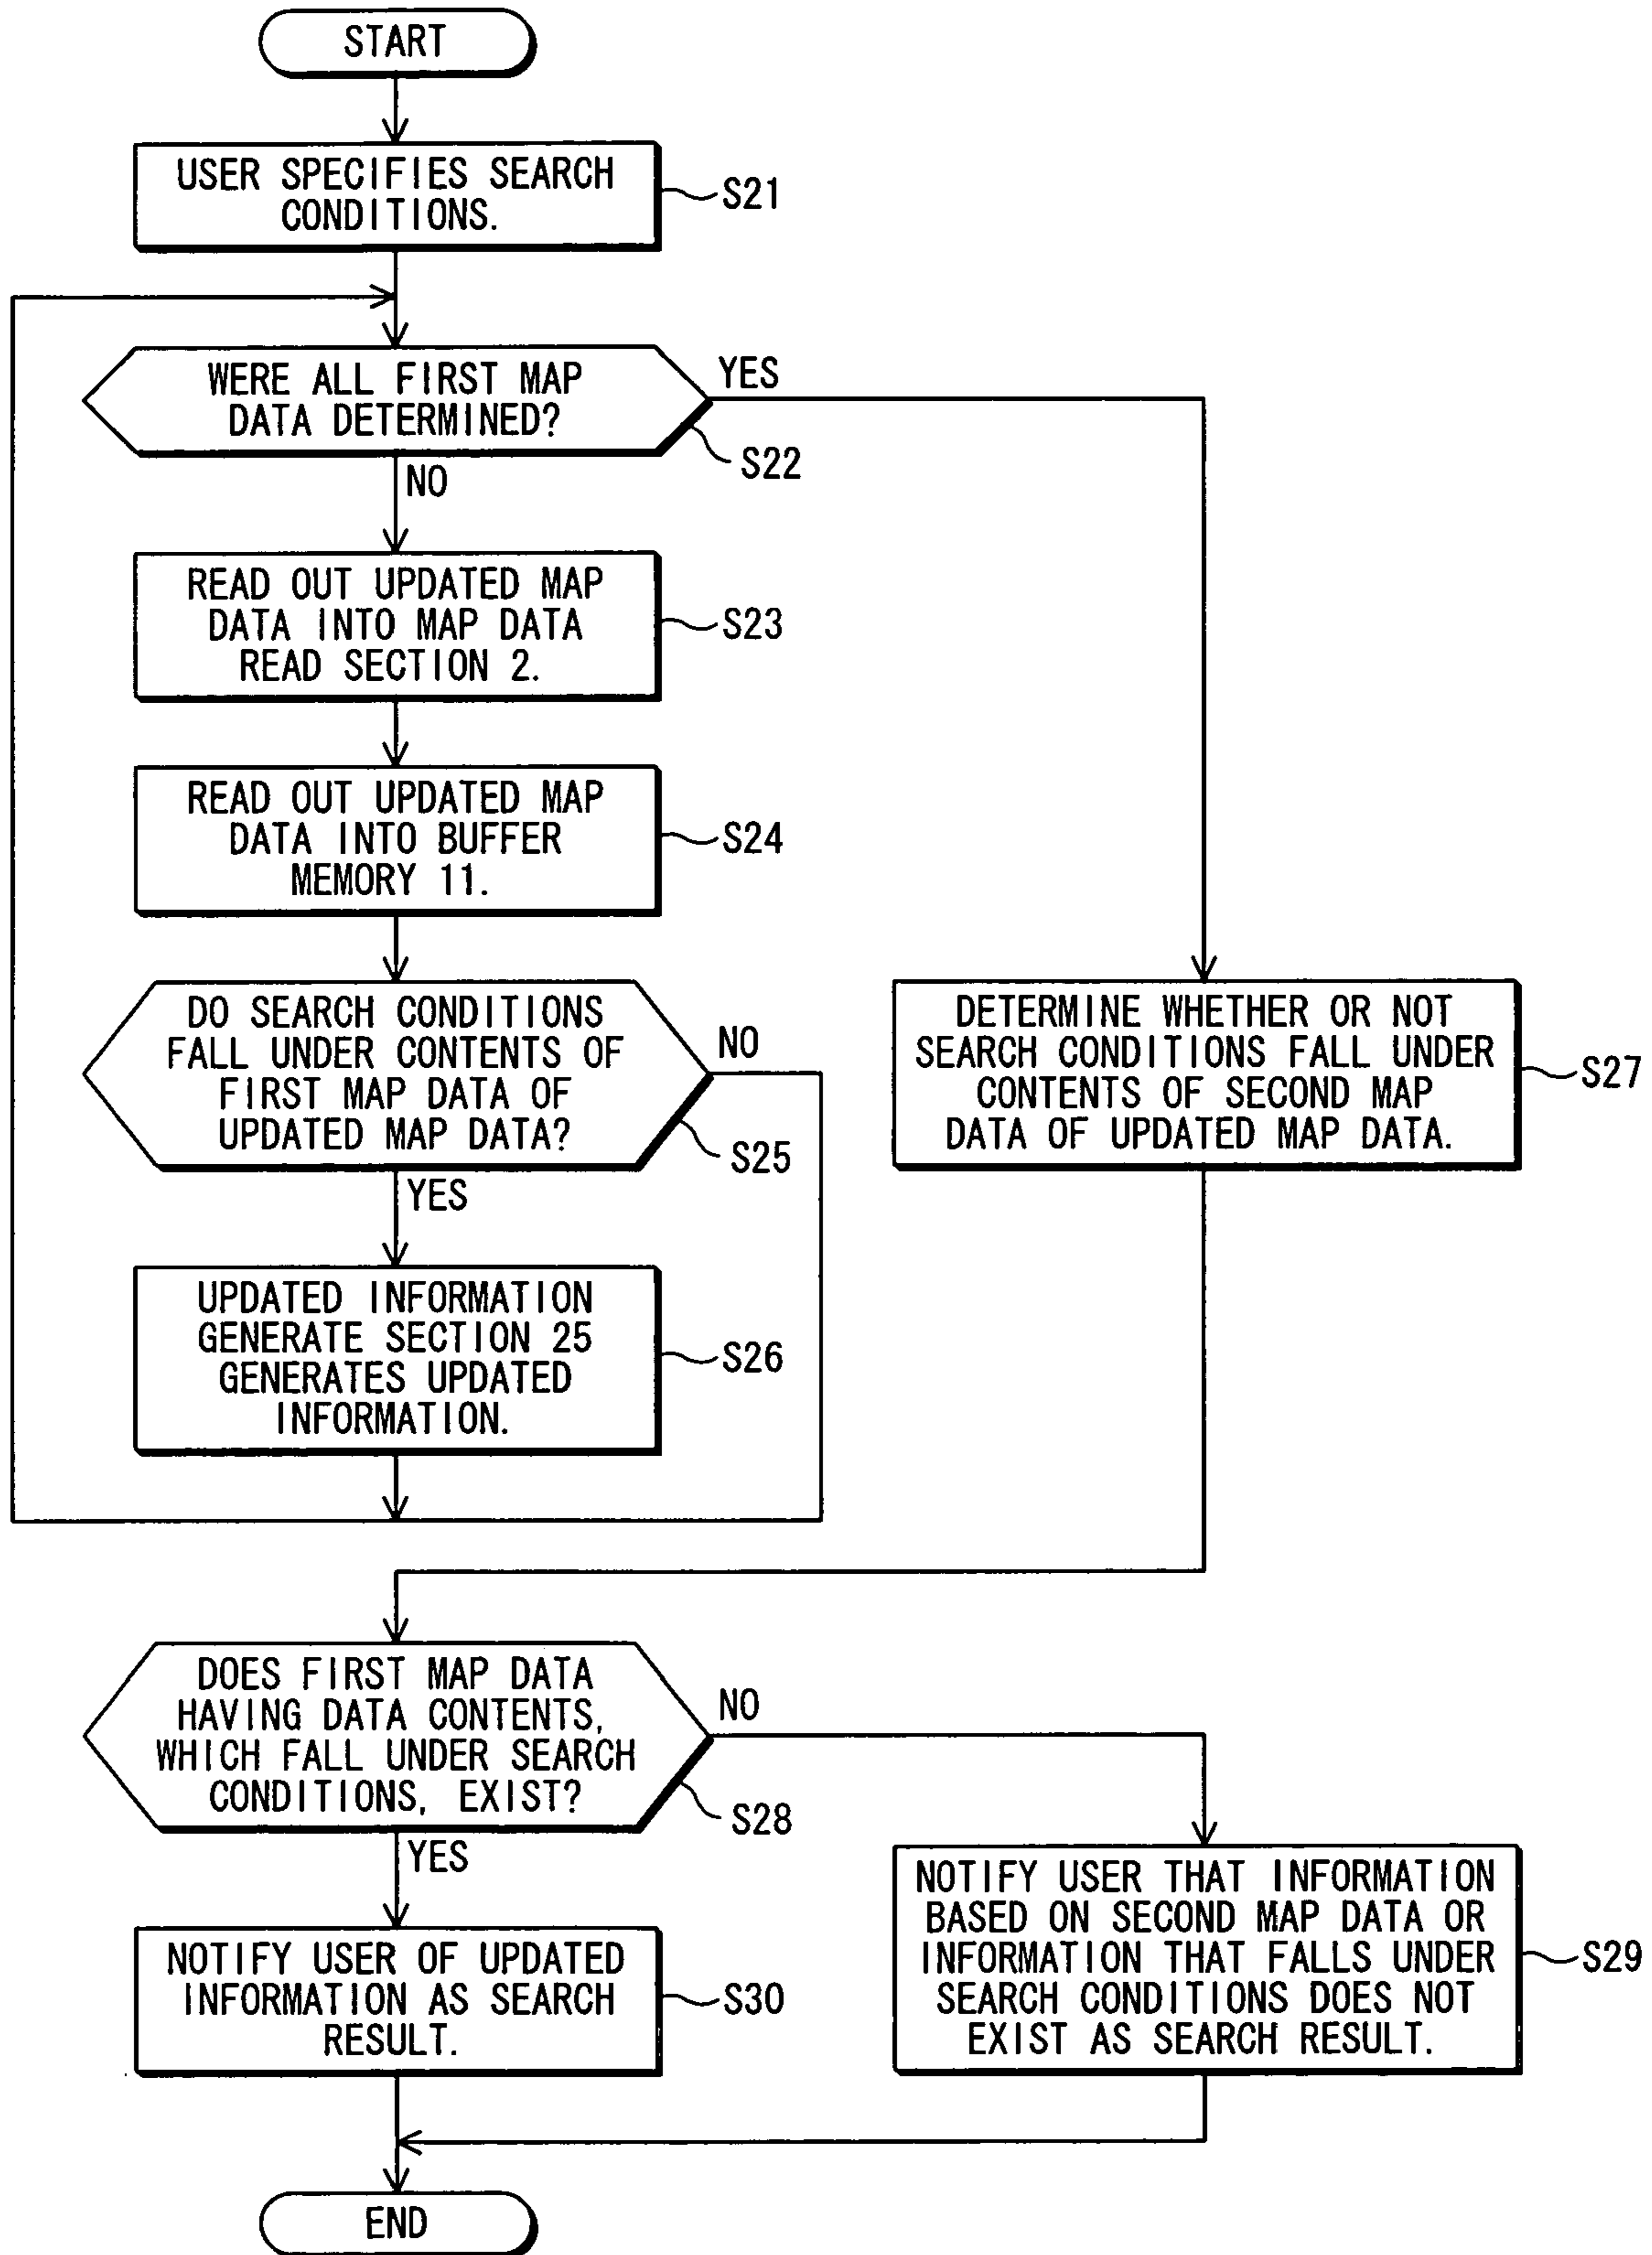 START
USER SPECIFIES SEARCH
CONDITIONS.
S21
WERE ALL FIRST MAP
DATA DETERMINED?
YES
S22
NO
READ OUT UPDATED MAP
DATA INTO MAP DATA
READ SECTION 2.
S23
READ OUT UPDATED MAP
DATA INTO BUFFER
MEMORY 11.
S24
DO SEARCH CONDITIONS
FALL UNDER CONTENTS OF
FIRST MAP DATA OF
UPDATED MAP DATA?
NO
S25
YES
DETERMINE WHETHER OR NOT
SEARCH CONDITIONS FALL UNDER
CONTENTS OF SECOND MAP
DATA OF UPDATED MAP DATA.
S27
UPDATED INFORMATION
GENERATE SECTION 25
GENERATES UPDATED
INFORMATION.
S26
DOES FIRST MAP DATA
HAVING DATA CONTENTS,
WHICH FALL UNDER SEARCH
CONDITIONS, EXIST?
NO
S28
YES
NOTIFY USER THAT INFORMATION
BASED ON SECOND MAP DATA OR
INFORMATION THAT FALLS UNDER
SEARCH CONDITIONS DOES NOT
EXIST AS SEARCH RESULT.
S29
NOTIFY USER OF UPDATED
INFORMATION AS SEARCH
RESULT.
S30
END